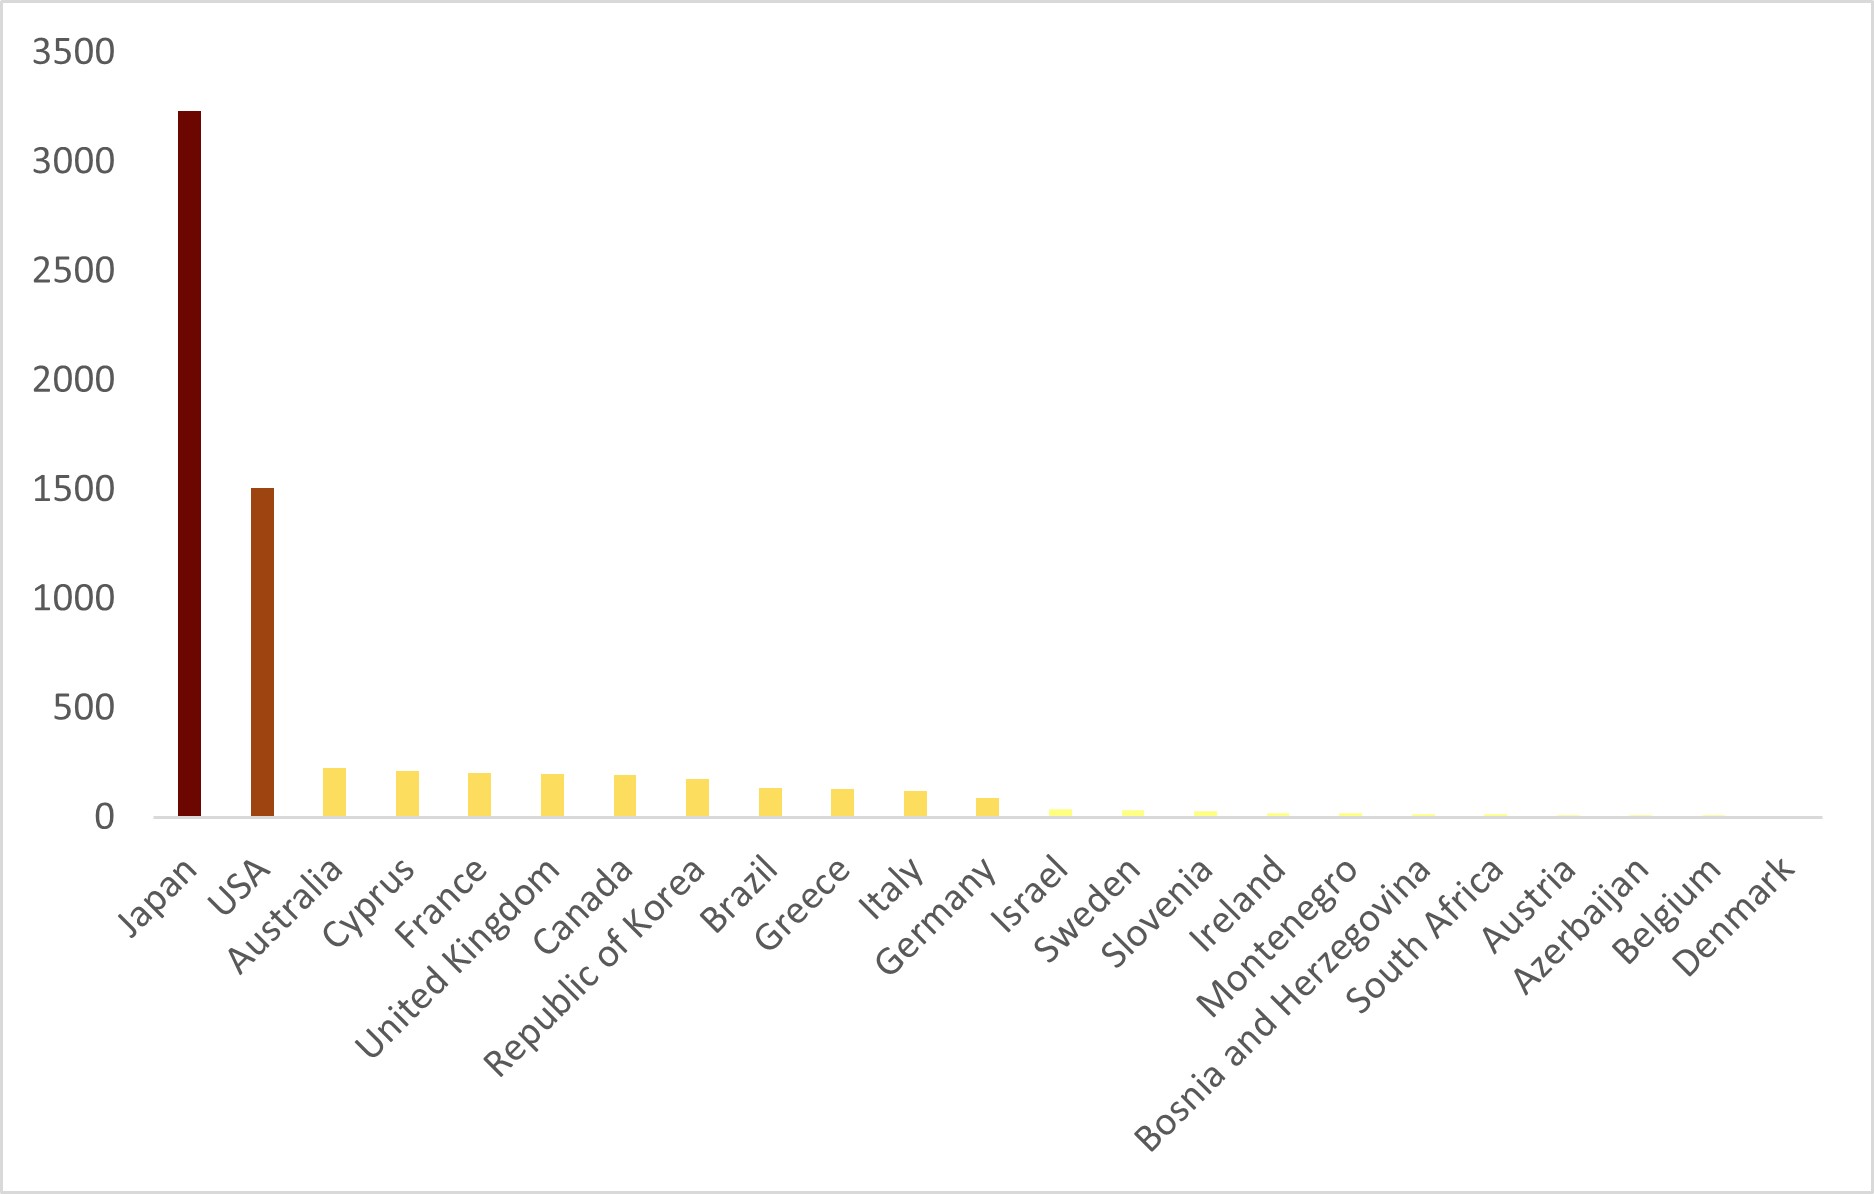 3500
3000
2500
2000
1500
1000
500
0
Japan
USA
Australia
Cyprus
France
United Kingdom
Canada
Republic of Korea
Brazil
Greece
Italy
Germany
Israel
Sweden
Slovenia
Ireland
Montenegro
Bosnia and Herzegovina
South Africa
Austria
Azerbaijan
Belgium
Denmark